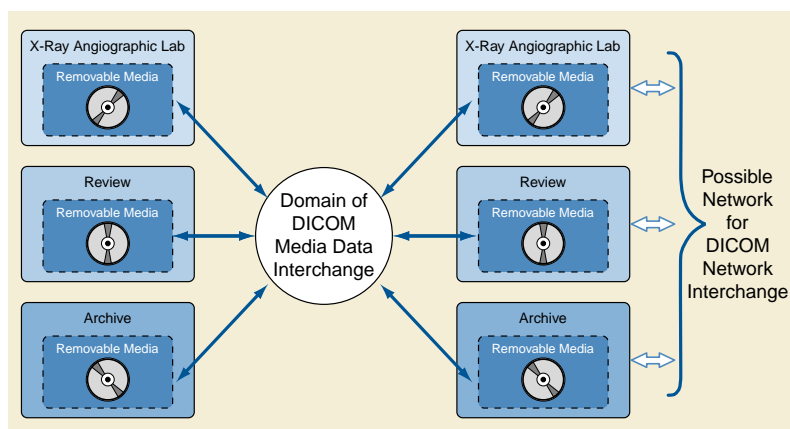 X-Ray Angiographic Lab
Removable Media
Review
Removable Media
Archive
Removable Media
Domain of
DICOM
Media Data
Interchange
X-Ray Angiographic Lab
Removable Media
Review
Removable Media
Archive
Removable Media
Possible
Network
for
DICOM
Network
Interchange